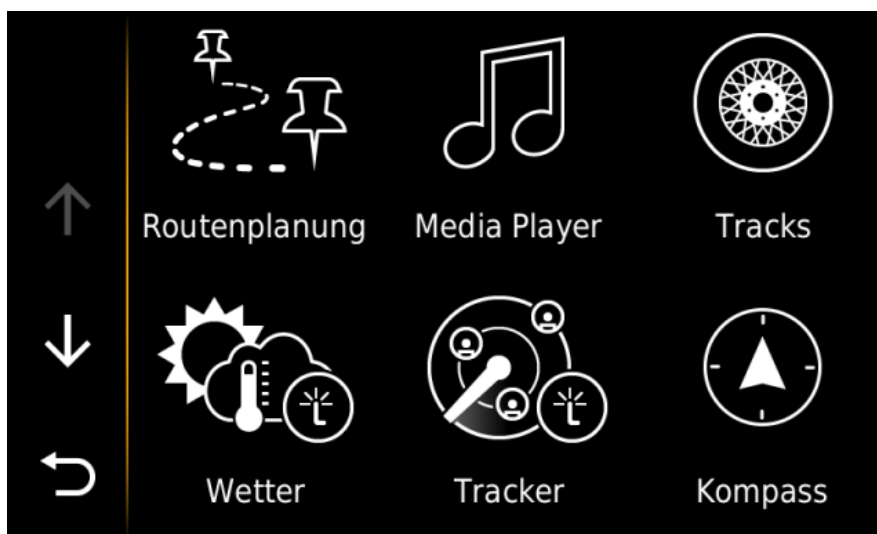 Routenplanung
Media Player
Tracks
Wetter
Tracker
Kompass